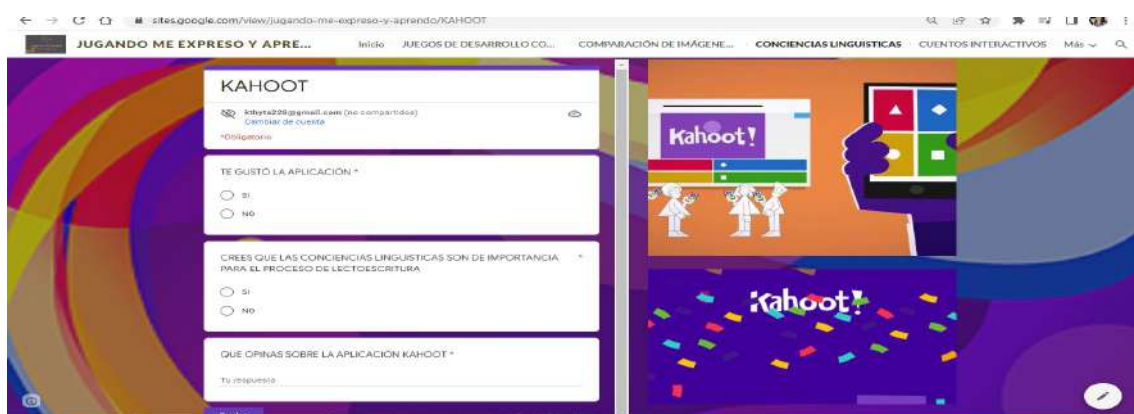 sites.google.com/view/jugando-me-expreso-y-aprendo/KAHOOT
JUGANDO ME EXPRESO Y APRE... Inicio JUEGOS DE DESARROLLO CO... COMPARACIÓN DE IMÁGENE... CONCIENCIAS LINGUISTICAS CUENTOS INTERACTIVOS Más
KAHOOT
(no compartidos)
Cambiar de cuenta
*Obligatorio
TE GUSTÓ LA APLICACIÓN *
SI
NO
CREES QUE LAS CONCIENCIAS LINGUISTICAS SON DE IMPORTANCIA *
PARA EL PROCESO DE LECTOESCRITURA
SI
NO
QUE OPINAS SOBRE LA APLICACIÓN KAHOOT *
Tu respuesta
Kahoot!
Kahoot!